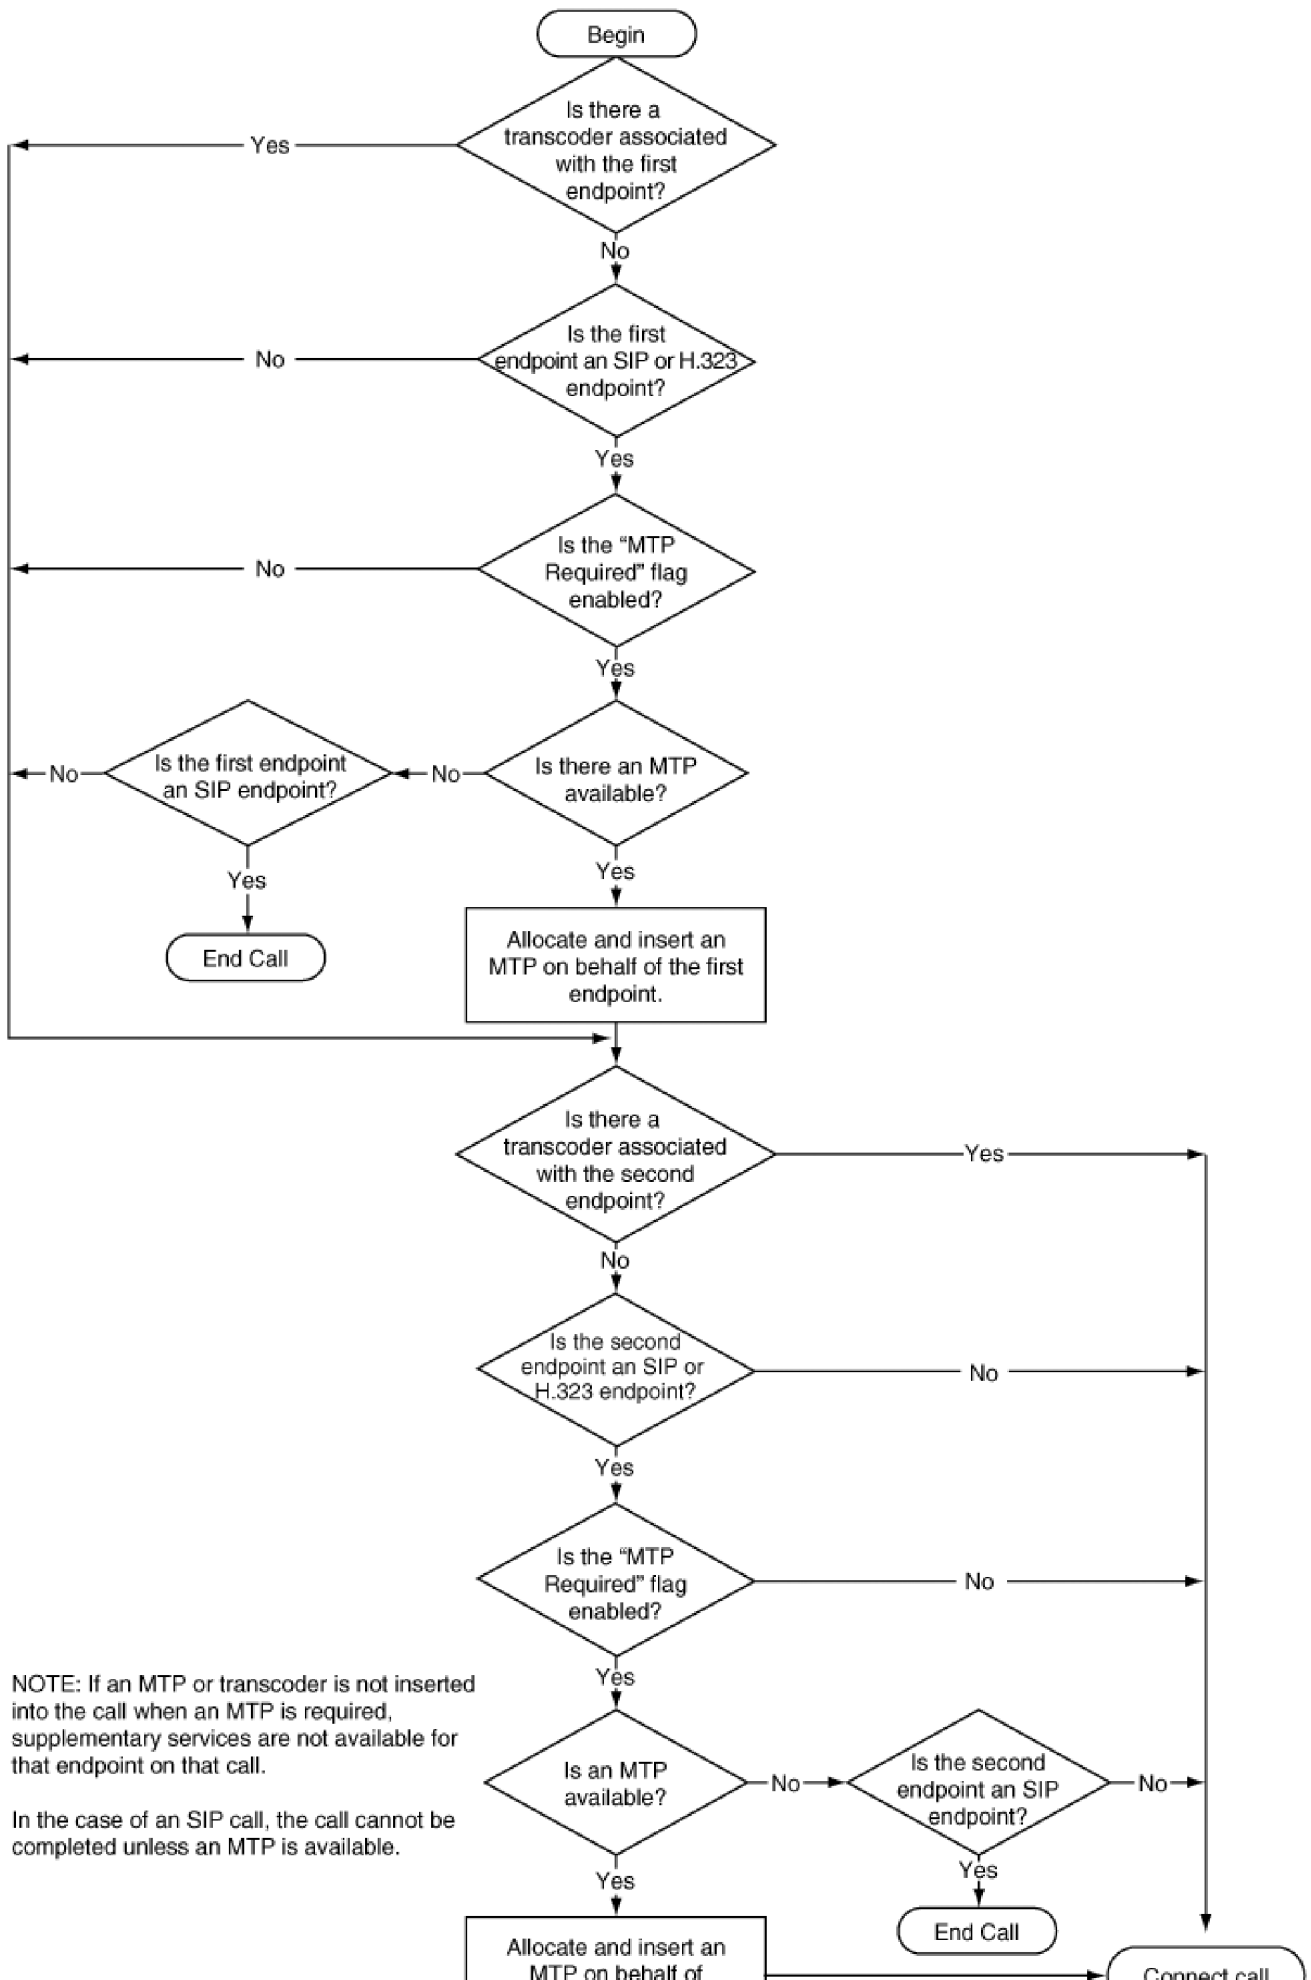 Begin
Is there a
transcoder associated
with the first
endpoint?
Yes
No
Is the first
endpoint an SIP or H.323
endpoint?
No
Yes
Is the “MTP
Required” flag
enabled?
No
Yes
Is there an MTP
available?
No
Is the first endpoint
an SIP endpoint?
No
Yes
End Call
Yes
Allocate and insert an
MTP on behalf of the first
endpoint.
Is there a
transcoder associated
with the second
endpoint?
Yes
No
Is the second
endpoint an SIP or
H.323 endpoint?
No
Yes
Is the “MTP
Required” flag
enabled?
No
Yes
NOTE: If an MTP or transcoder is not inserted
into the call when an MTP is required,
supplementary services are not available for
that endpoint on that call.
In the case of an SIP call, the call cannot be
completed unless an MTP is available.
Is an MTP
available?
No
Is the second
endpoint an SIP
endpoint?
No
Yes
End Call
Yes
Allocate and insert an
MTP on behalf of
Connect call